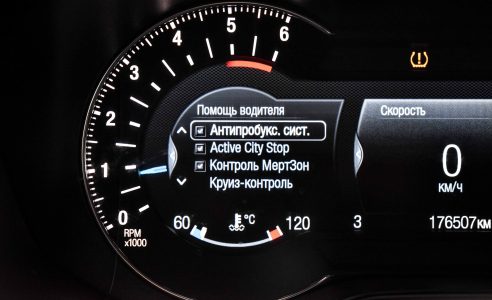 6
5
4
3
2
1
0
RPM
x1000
Помощь водителя
Антипробукс. сист.
Active City Stop
Контроль МертЗон
Круиз-контроль
60 °C 120
Скорость
0
км/ч
3 176507км